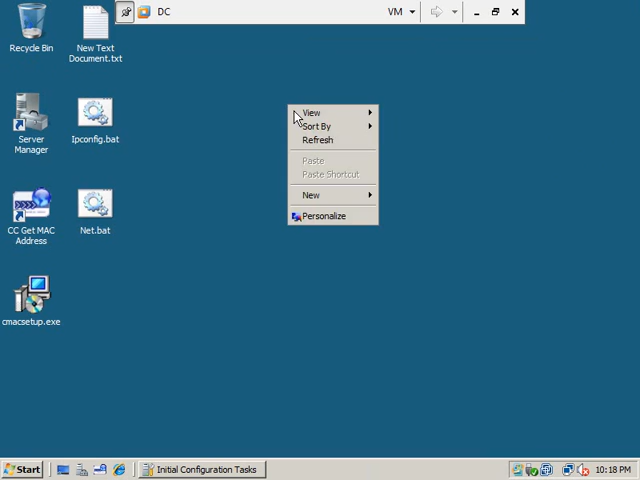 DC
VM
Recycle Bin
New Text
Document.txt
Server
Manager
Ipconfig.bat
CC Get MAC
Address
Net.bat
cmacsetup.exe
View
Sort By
Refresh
Paste
Paste Shortcut
New
Personalize
Start
Initial Configuration Tasks
10:18 PM